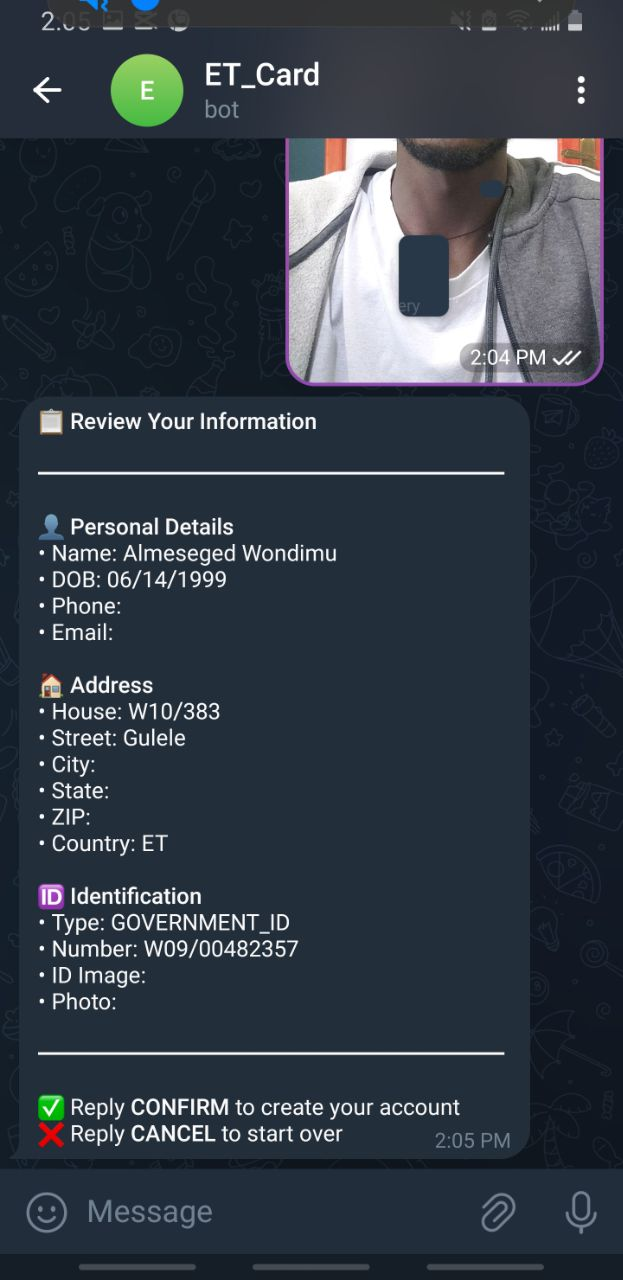 2:05
E
ET_Card
bot
ery
2:04 PM
Review Your Information
Personal Details
• Name: Almeseged Wondimu
• DOB: 06/14/1999
• Phone:
• Email:
Address
• House: W10/383
• Street: Gulele
• City:
• State:
• ZIP:
• Country: ET
ID Identification
• Type: GOVERNMENT_ID
• Number: W09/00482357
• ID Image:
• Photo:
Reply CONFIRM to create your account
Reply CANCEL to start over
2:05 PM
Message